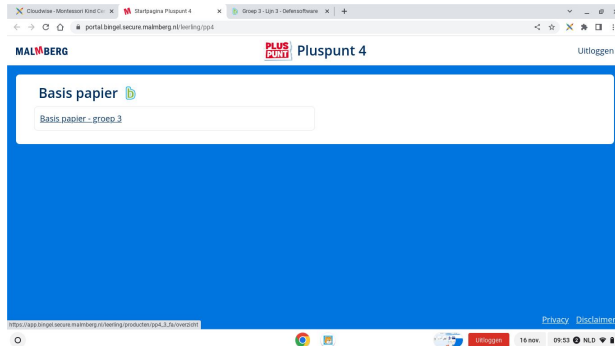 Cloudwise - Montessori Kind Co
Startpagina Pluspunt 4
Groep 3 - Lijn 3 - Oefensoftware
portal.bingel.secure.malmberg.nl/leerling/pp4
MALMBERG
PLUS
PUNT
Pluspunt 4
Uitloggen
Basis papier b
Basis papier - groep 3
Privacy Disclaimer
https://app.bingel.secure.malmberg.nl/leerling/producten/pp4_3_fa/overzicht
Uitloggen
16 nov.
09:53 2 NLD